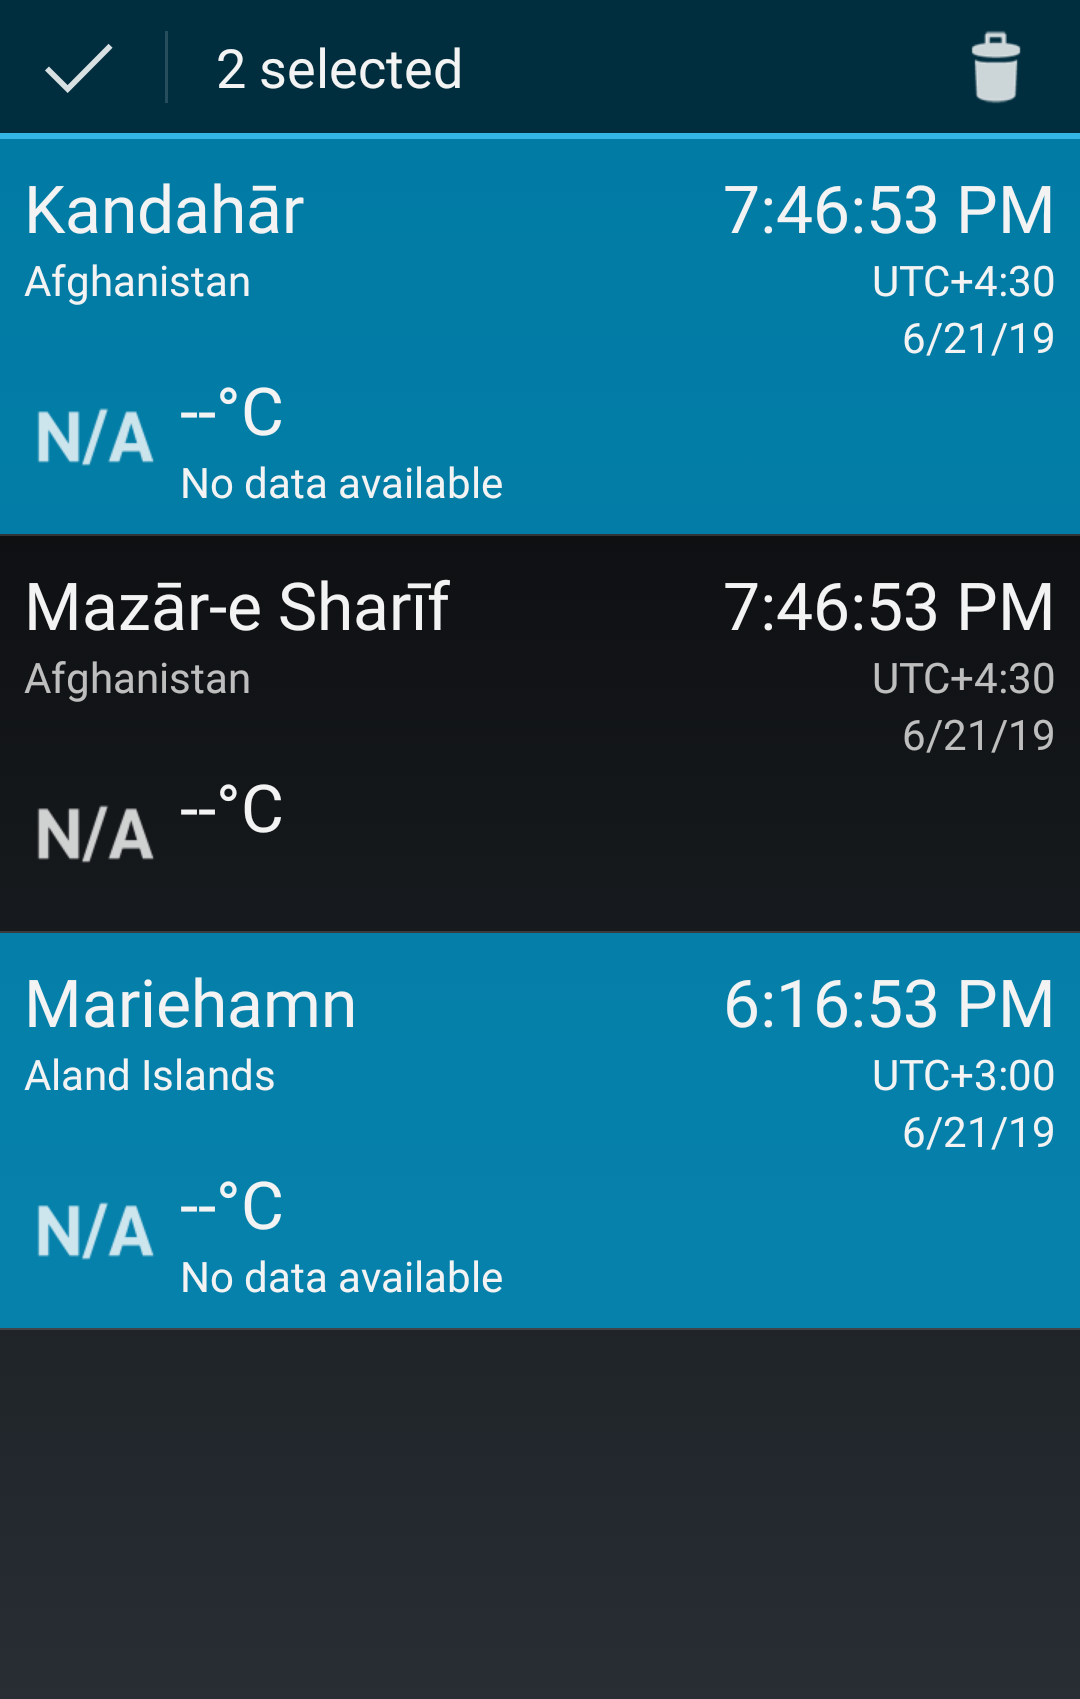 2 selected
Kandahār 7:46:53 PM
Afghanistan UTC+4:30
6/21/19
N/A --°C
No data available
Mazār-e Sharīf 7:46:53 PM
Afghanistan UTC+4:30
6/21/19
N/A --°C
Mariehamn 6:16:53 PM
Aland Islands UTC+3:00
6/21/19
N/A --°C
No data available